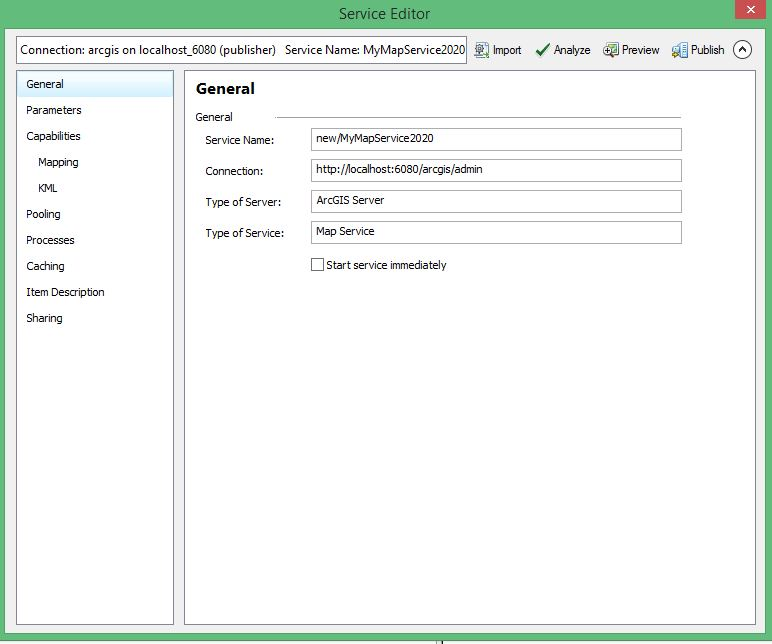 Service Editor
Connection: arcgis on localhost_6080 (publisher) Service Name: MyMapService2020 Import Analyze Preview Publish
General
Parameters
Capabilities
Mapping
KML
Pooling
Processes
Caching
Item Description
Sharing
General
General
Service Name: new/MyMapService2020
Connection: http://localhost:6080/arcgis/admin
Type of Server: ArcGIS Server
Type of Service: Map Service
Start service immediately